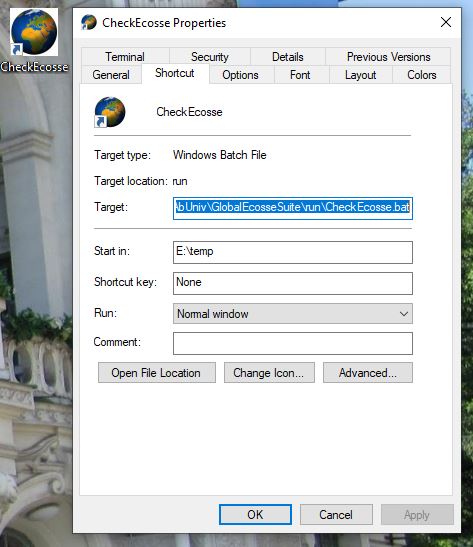 CheckEcosse
CheckEcosse Properties
Terminal Security Details Previous Versions
General Shortcut Options Font Layout Colors
CheckEcosse
Target type: Windows Batch File
Target location: run
Target: \bUniv\GlobalEcosseSuite\run\CheckEcosse.bat
Start in: E:\temp
Shortcut key: None
Run: Normal window
Comment:
Open File Location Change Icon... Advanced...
OK Cancel Apply